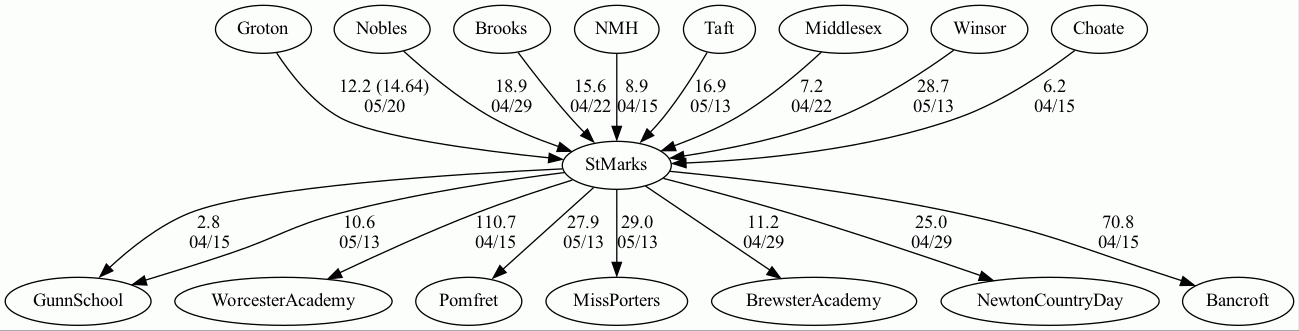 Groton Nobles Brooks NMH Taft Middlesex Winsor Choate
12.2 (14.64) 18.9 15.6 8.9 16.9 7.2 28.7 6.2
05/20 04/29 04/22 04/15 05/13 04/22 05/13 04/15
StMarks
2.8 10.6 110.7 27.9 29.0 11.2 25.0 70.8
04/15 05/13 04/15 05/13 05/13 04/29 04/29 04/15
GunnSchool WorcesterAcademy Pomfret MissPorters BrewsterAcademy NewtonCountryDay Bancroft